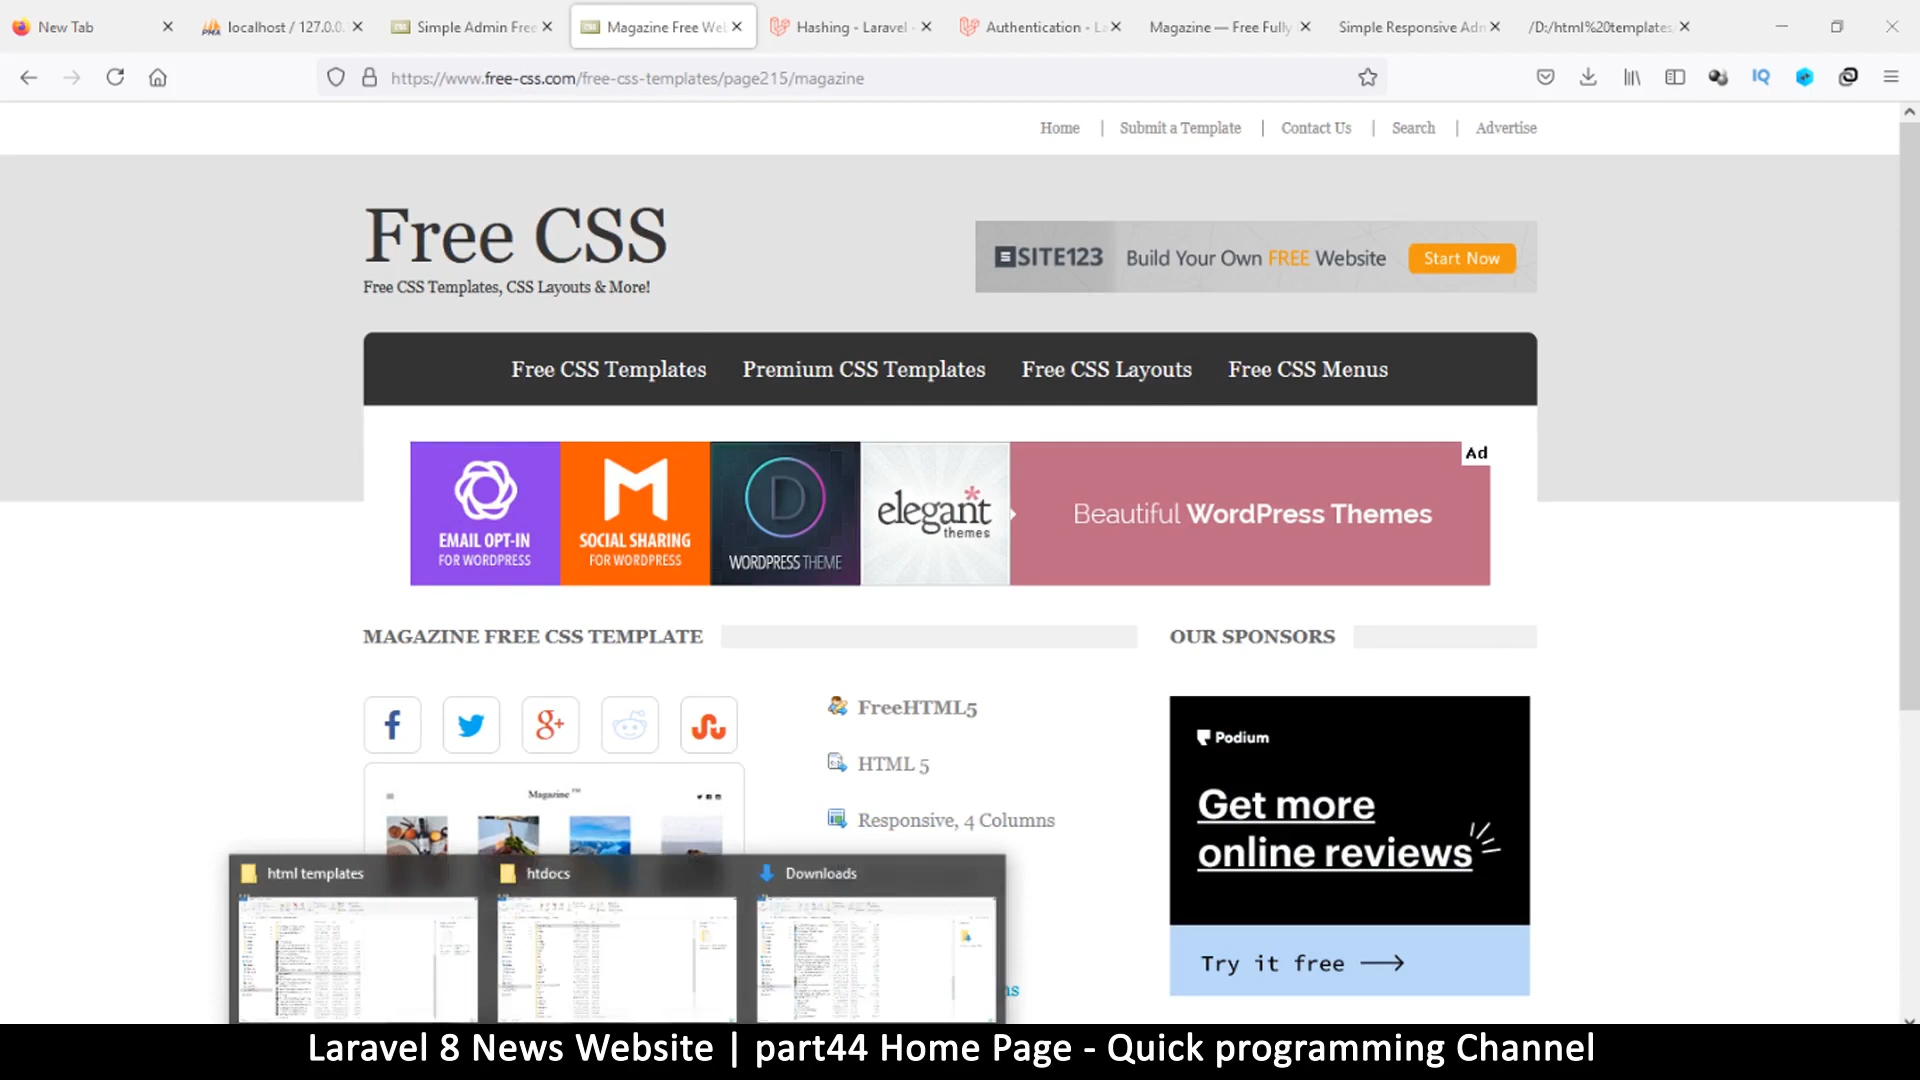 New Tab
localhost / 127.0.0.
Simple Admin Free
Magazine Free We
Hashing - Laravel -
Authentication - La
Magazine — Free Fully
Simple Responsive Adm
/D:/html%20templates
https://www.free-css.com/free-css-templates/page215/magazine
IQ
Home | Submit a Template | Contact Us | Search | Advertise
Free CSS
Free CSS Templates, CSS Layouts & More!
SITE123 Build Your Own FREE Website Start Now
Free CSS Templates Premium CSS Templates Free CSS Layouts Free CSS Menus
Ad
EMAIL OPT-IN
FOR WORDPRESS
SOCIAL SHARING
FOR WORDPRESS
D
WORDPRESS THEME
elegant
themes
Beautiful WordPress Themes
MAGAZINE FREE CSS TEMPLATE
OUR SPONSORS
FreeHTML5
HTML 5
Responsive, 4 Columns
Magazine ™
Podium
Get more
online reviews
Try it free
html templates
htdocs
Downloads
ns
Laravel 8 News Website | part44 Home Page - Quick programming Channel